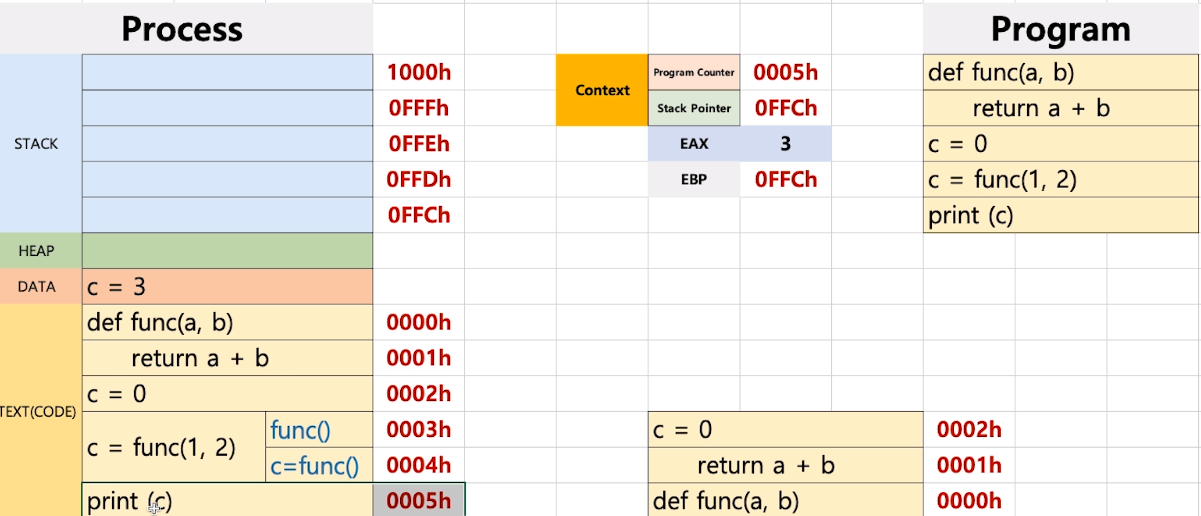 Process
Program
1000h
Context
Program Counter
0005h
def func(a, b)
0FFFh
Stack Pointer
0FFCh
return a + b
STACK
0FFEh
EAX
3
c = 0
0FFDh
EBP
0FFCh
c = func(1, 2)
0FFCh
print (c)
HEAP
DATA
c = 3
def func(a, b)
0000h
return a + b
0001h
TEXT(CODE)
c = 0
0002h
c = func(1, 2)
func()
0003h
c = 0
0002h
c=func()
0004h
return a + b
0001h
print (c)
0005h
def func(a, b)
0000h